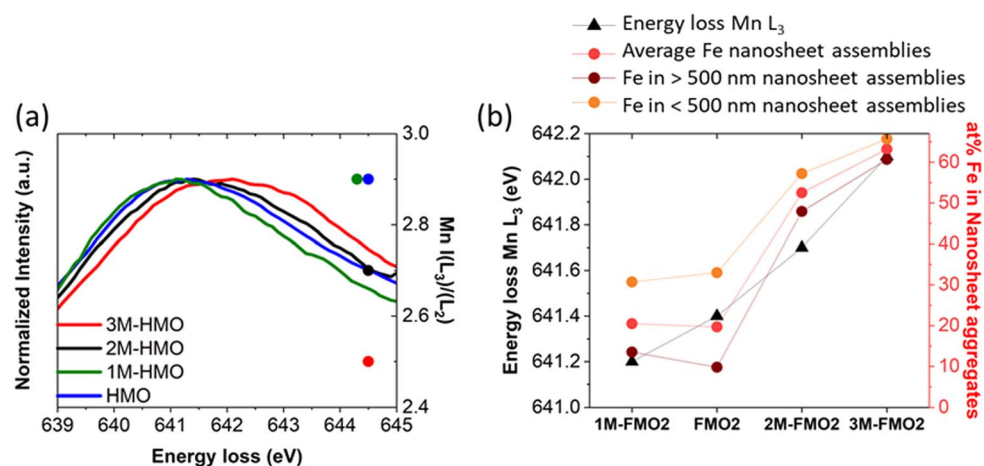 Energy loss Mn L3
Average Fe nanosheet assemblies
Fe in > 500 nm nanosheet assemblies
Fe in < 500 nm nanosheet assemblies
(a)
Normalized Intensity (a.u.)
3M-HMO
2M-HMO
1M-HMO
HMO
639 640 641 642 643 644 645
Energy loss (eV)
3.0
2.8
2.6
2.4
Mn I(L3)/(L2)
(b)
Energy loss Mn L3 (eV)
642.2
642.0
641.8
641.6
641.4
641.2
641.0
1M-FMO2 FMO2 2M-FMO2 3M-FMO2
60
50
40
30
20
10
0
at% Fe in Nanosheet aggregates